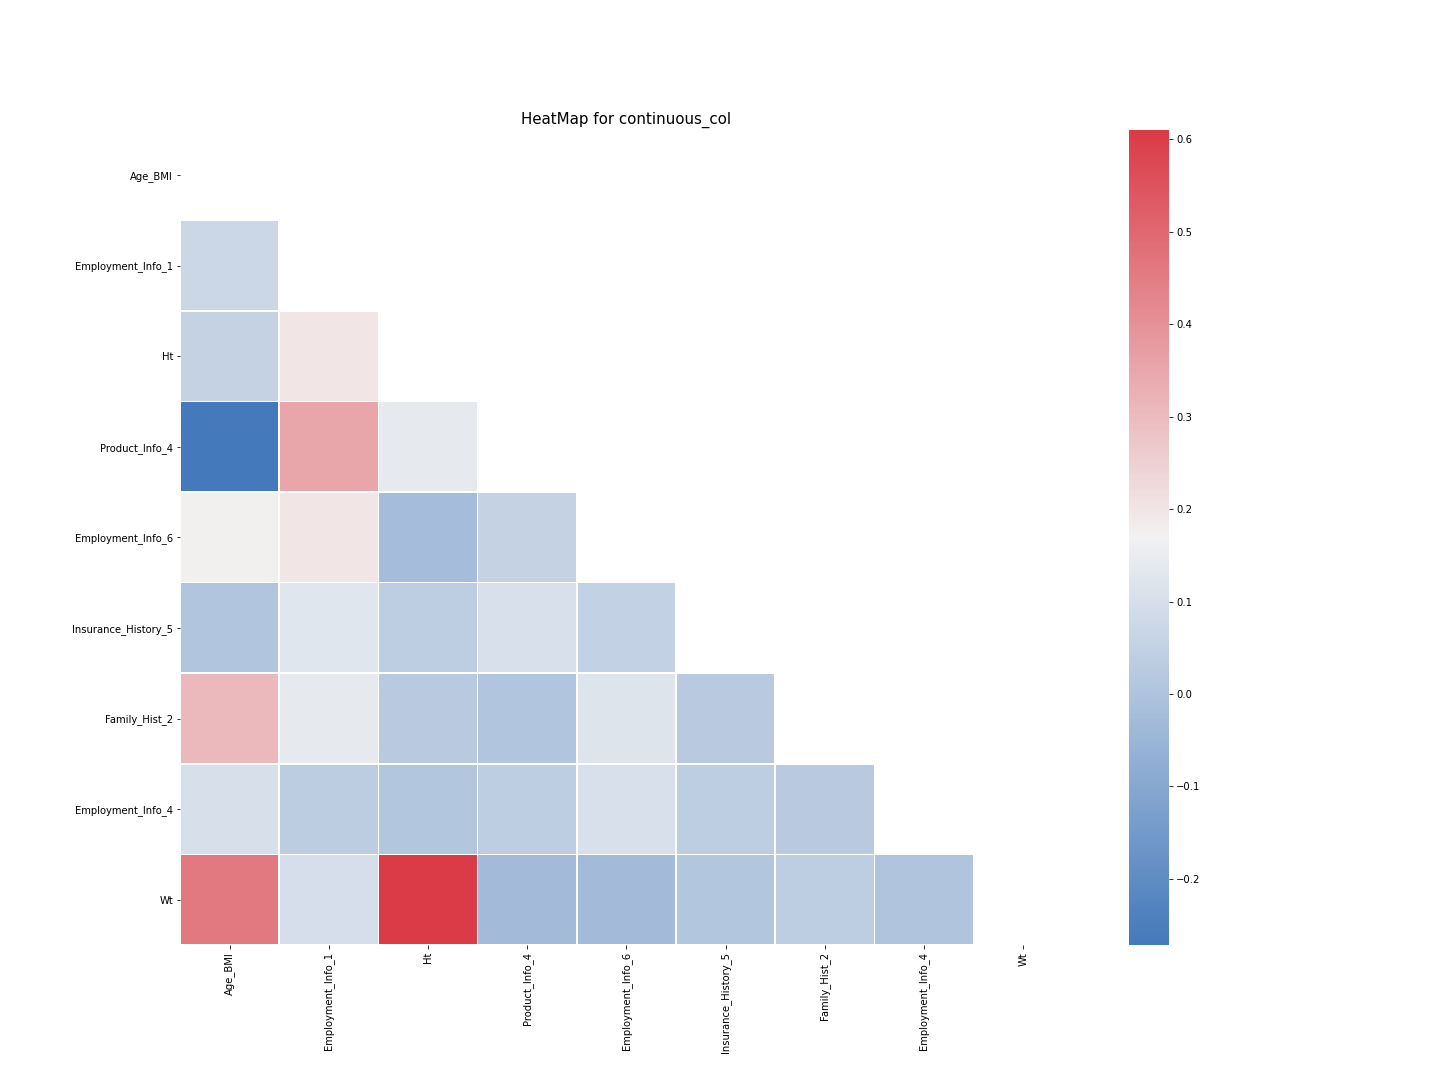 HeatMap for continuous_col
Age_BMI
Employment_Info_1
Ht
Product_Info_4
Employment_Info_6
Insurance_History_5
Family_Hist_2
Employment_Info_4
Wt
Age_BMI
Employment_Info_1
Ht
Product_Info_4
Employment_Info_6
Insurance_History_5
Family_Hist_2
Employment_Info_4
Wt
0.6
0.5
0.4
0.3
0.2
0.1
0.0
−0.1
−0.2